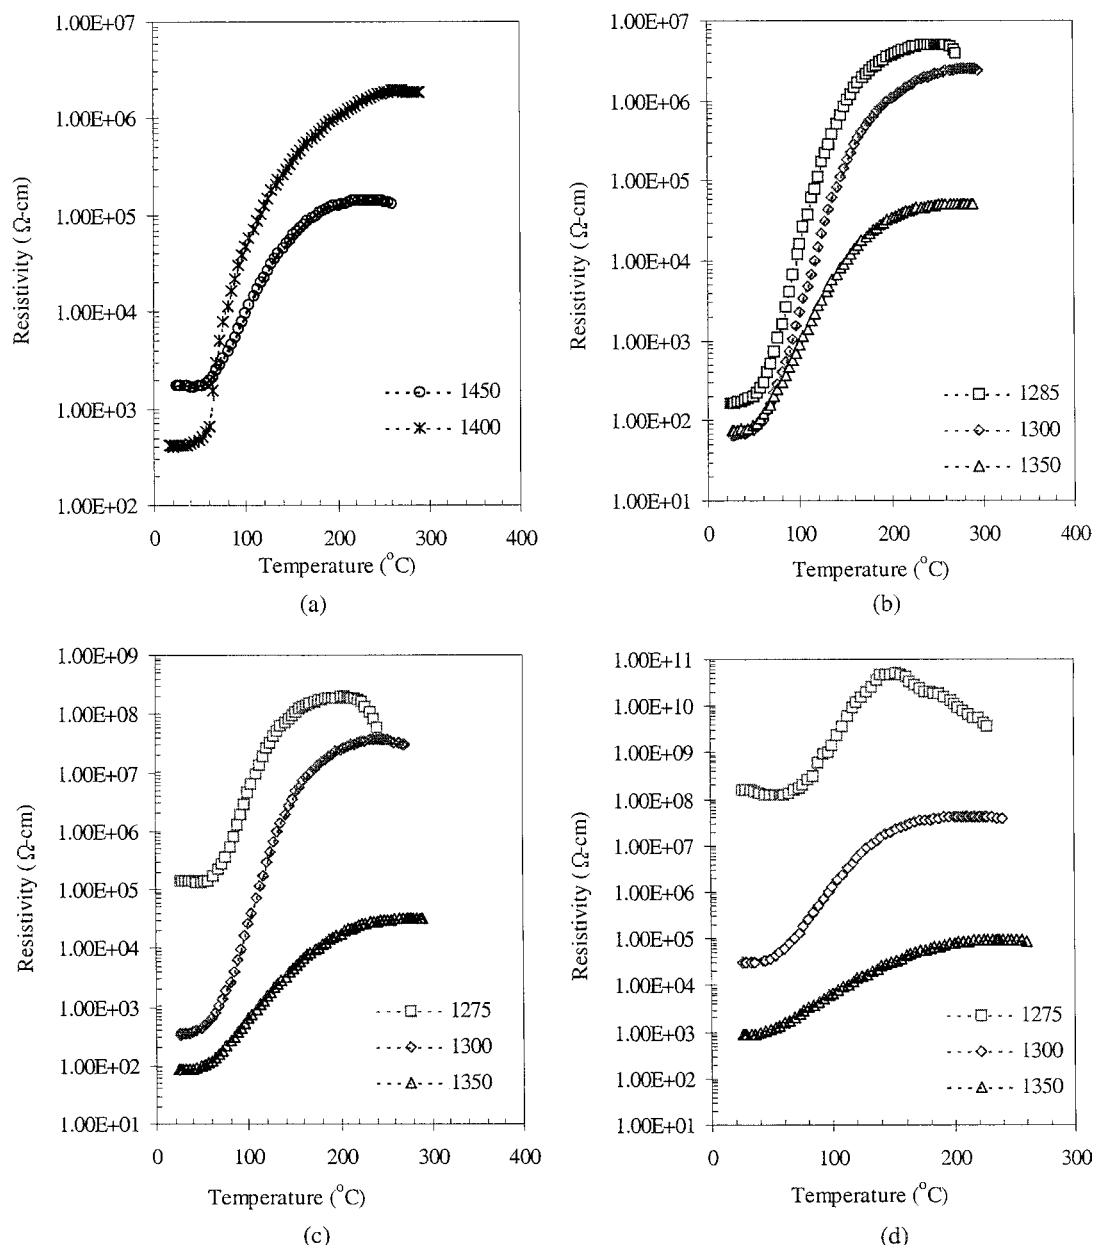 1.00E+07
1.00E+06
1.00E+05
1.00E+04
1.00E+03
1.00E+02
Resistivity ( Ω-cm)
1450
1400
0 100 200 300 400
Temperature (°C)
(a)
1.00E+07
1.00E+06
1.00E+05
1.00E+04
1.00E+03
1.00E+02
1.00E+01
Resistivity ( Ω-cm)
1285
1300
1350
0 100 200 300 400
Temperature (°C)
(b)
1.00E+09
1.00E+08
1.00E+07
1.00E+06
1.00E+05
1.00E+04
1.00E+03
1.00E+02
1.00E+01
Resistivity ( Ω-cm)
1275
1300
1350
0 100 200 300 400
Temperature (°C)
(c)
1.00E+11
1.00E+10
1.00E+09
1.00E+08
1.00E+07
1.00E+06
1.00E+05
1.00E+04
1.00E+03
1.00E+02
1.00E+01
Resistivity ( Ω-cm)
1275
1300
1350
0 100 200 300
Temperature (°C)
(d)